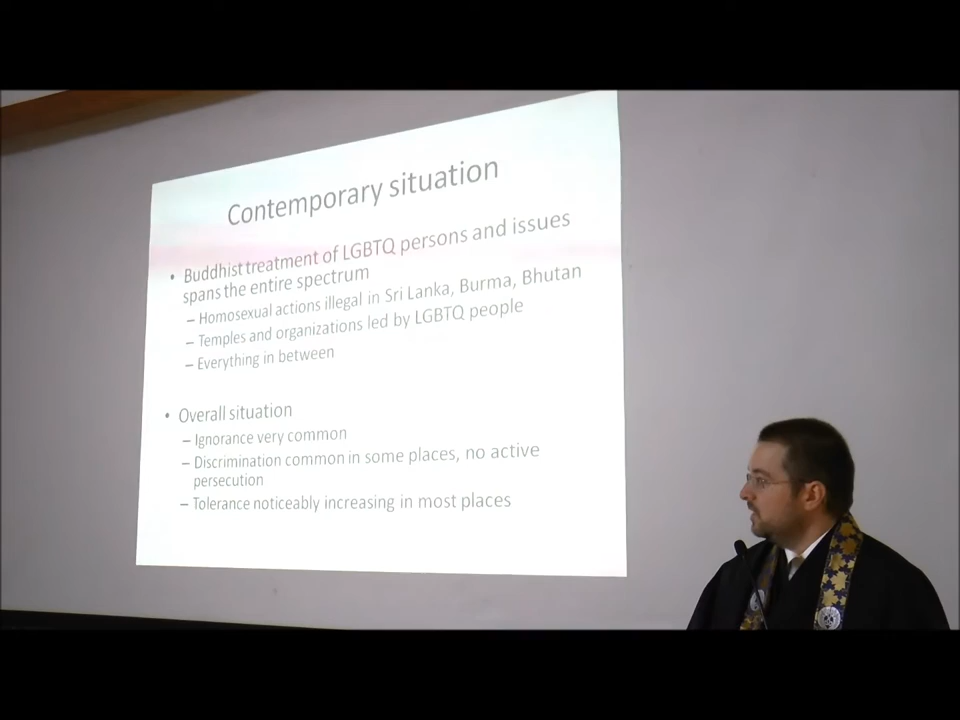 Contemporary situation
• Buddhist treatment of LGBTQ persons and issues
spans the entire spectrum
– Homosexual actions illegal in Sri Lanka, Burma, Bhutan
– Temples and organizations led by LGBTQ people
– Everything in between
• Overall situation
– Ignorance very common
– Discrimination common in some places, no active
persecution
– Tolerance noticeably increasing in most places